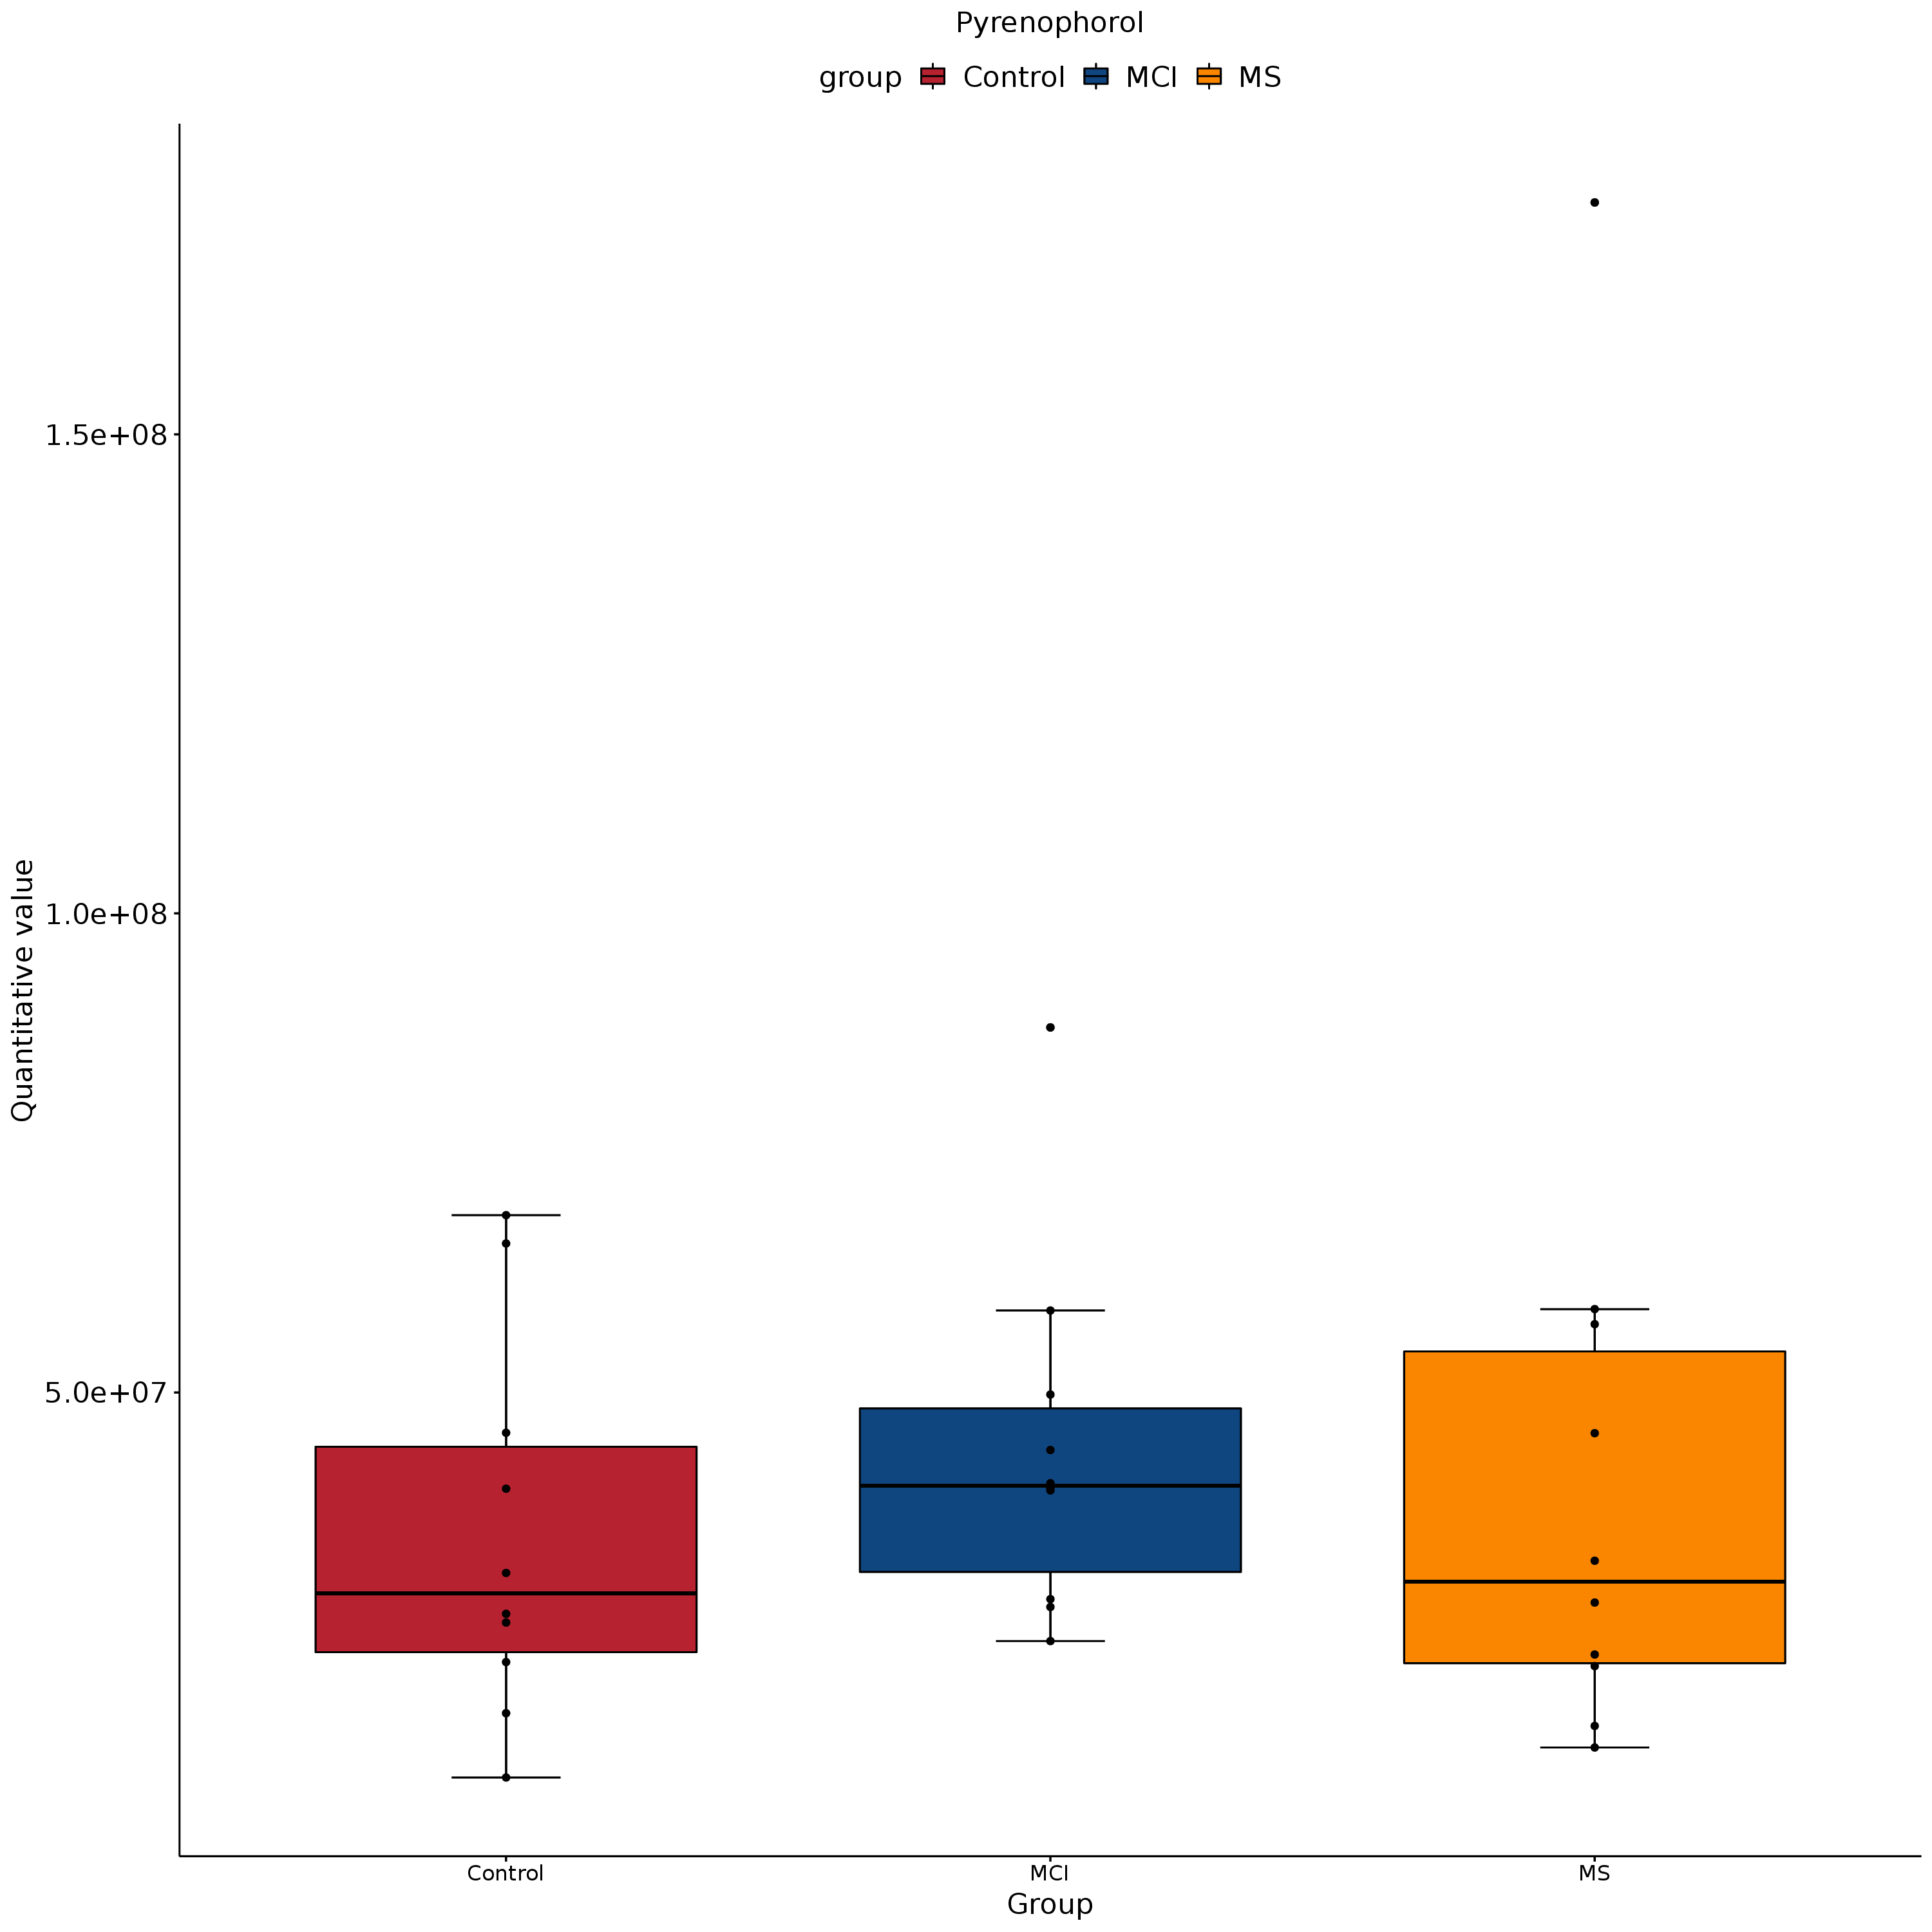 Pyrenophorol
group Control MCI MS
Quantitative value
1.5e+08
1.0e+08
5.0e+07
Control MCI MS
Group